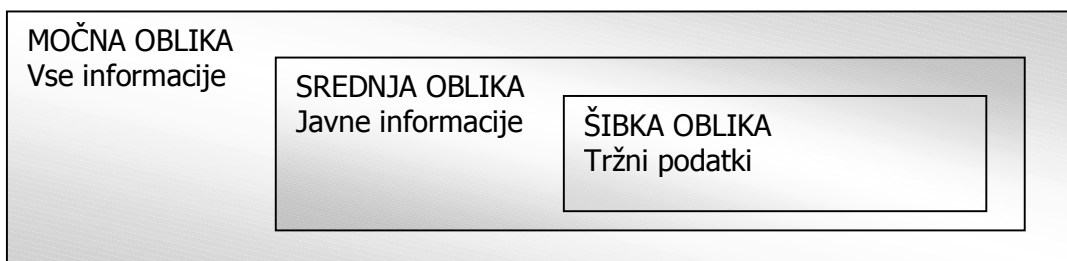 MOČNA OBLIKA
Vse informacije
SREDNJA OBLIKA
Javne informacije
ŠIBKA OBLIKA
Tržni podatki